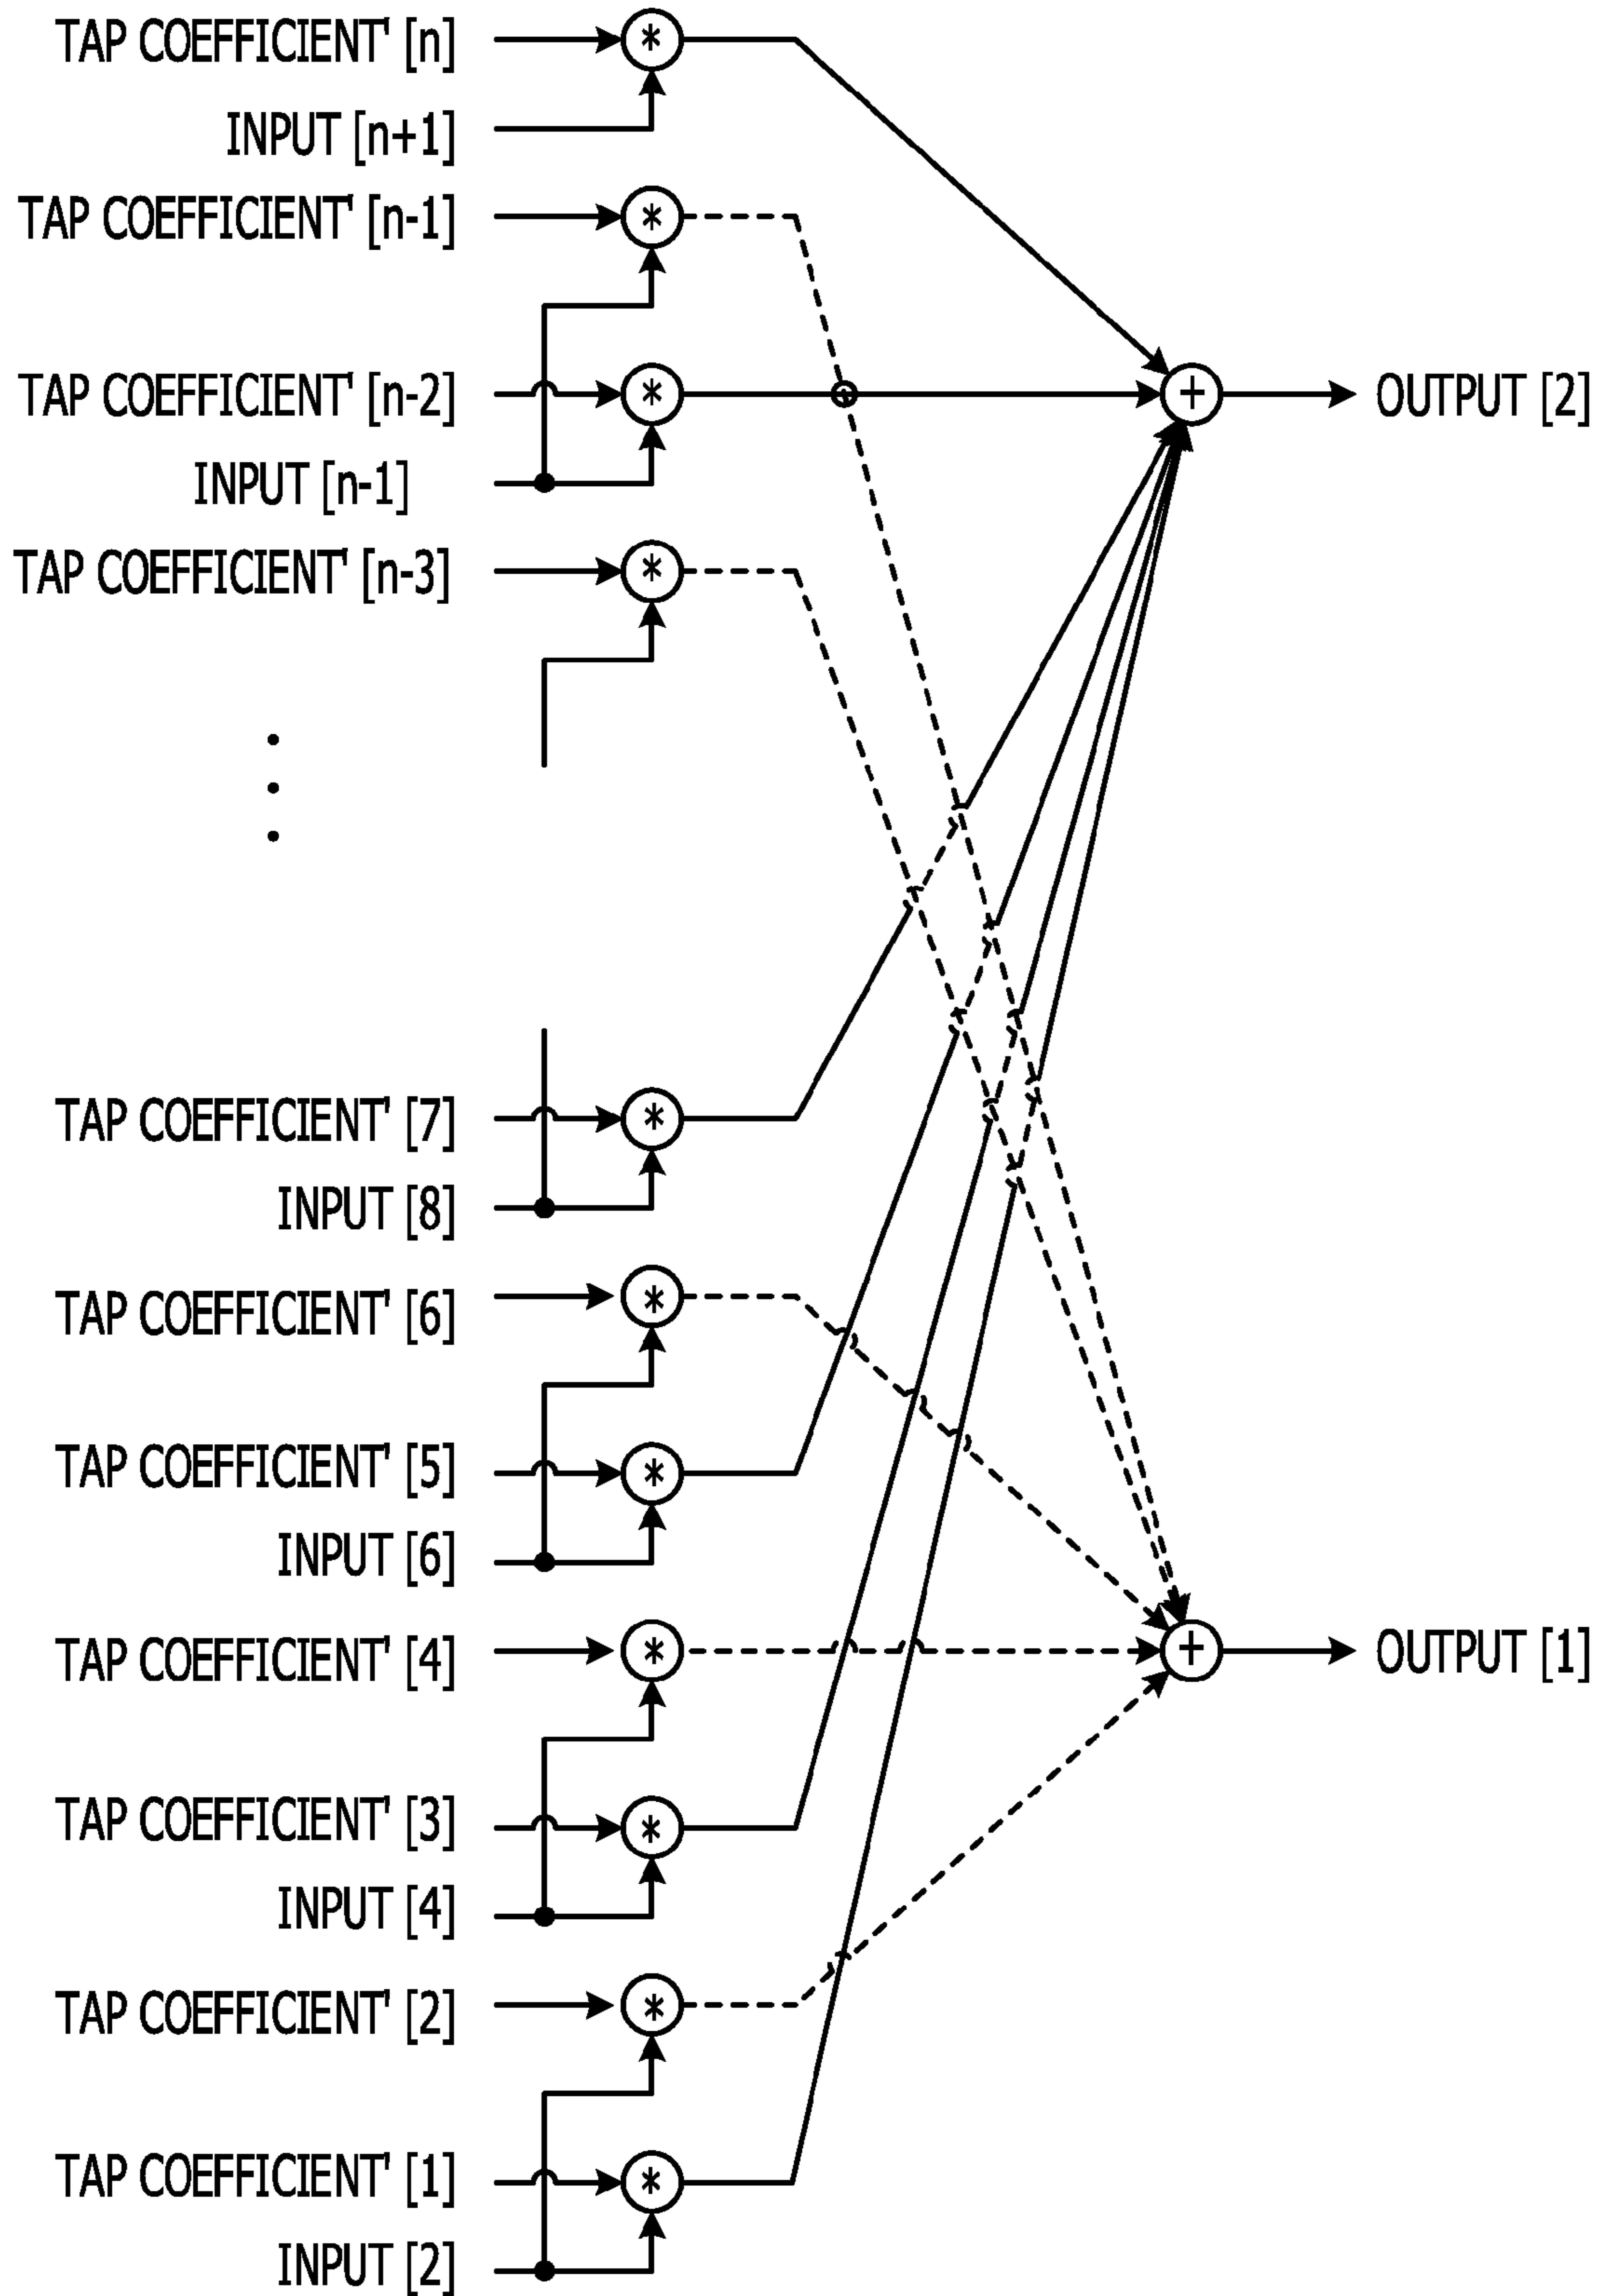 TAP COEFFICIENT' [n]
INPUT [n+1]
TAP COEFFICIENT' [n-1]
TAP COEFFICIENT' [n-2]
OUTPUT [2]
INPUT [n-1]
TAP COEFFICIENT' [n-3]
TAP COEFFICIENT' [7]
INPUT [8]
TAP COEFFICIENT' [6]
TAP COEFFICIENT' [5]
INPUT [6]
TAP COEFFICIENT' [4]
OUTPUT [1]
TAP COEFFICIENT' [3]
INPUT [4]
TAP COEFFICIENT' [2]
TAP COEFFICIENT' [1]
INPUT [2]